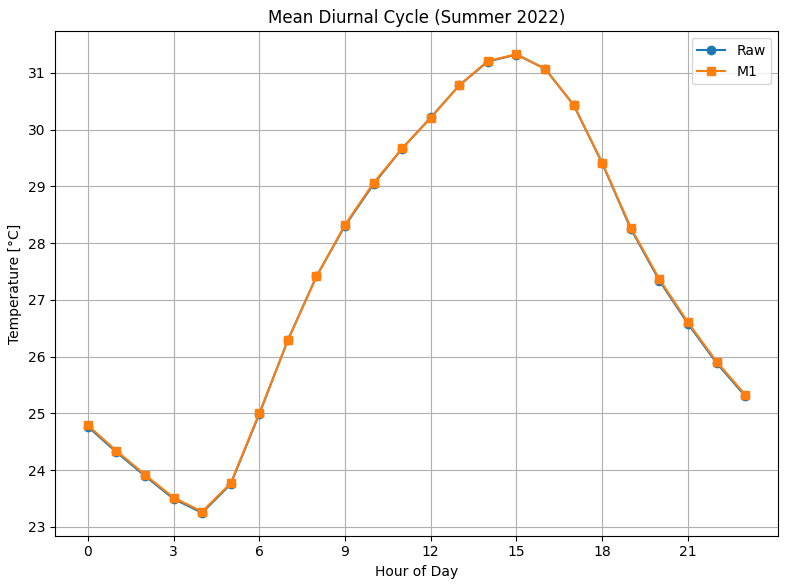 Mean Diurnal Cycle (Summer 2022)
Raw
M1
Temperature [°C]
31
30
29
28
27
26
25
24
23
0 3 6 9 12 15 18 21
Hour of Day